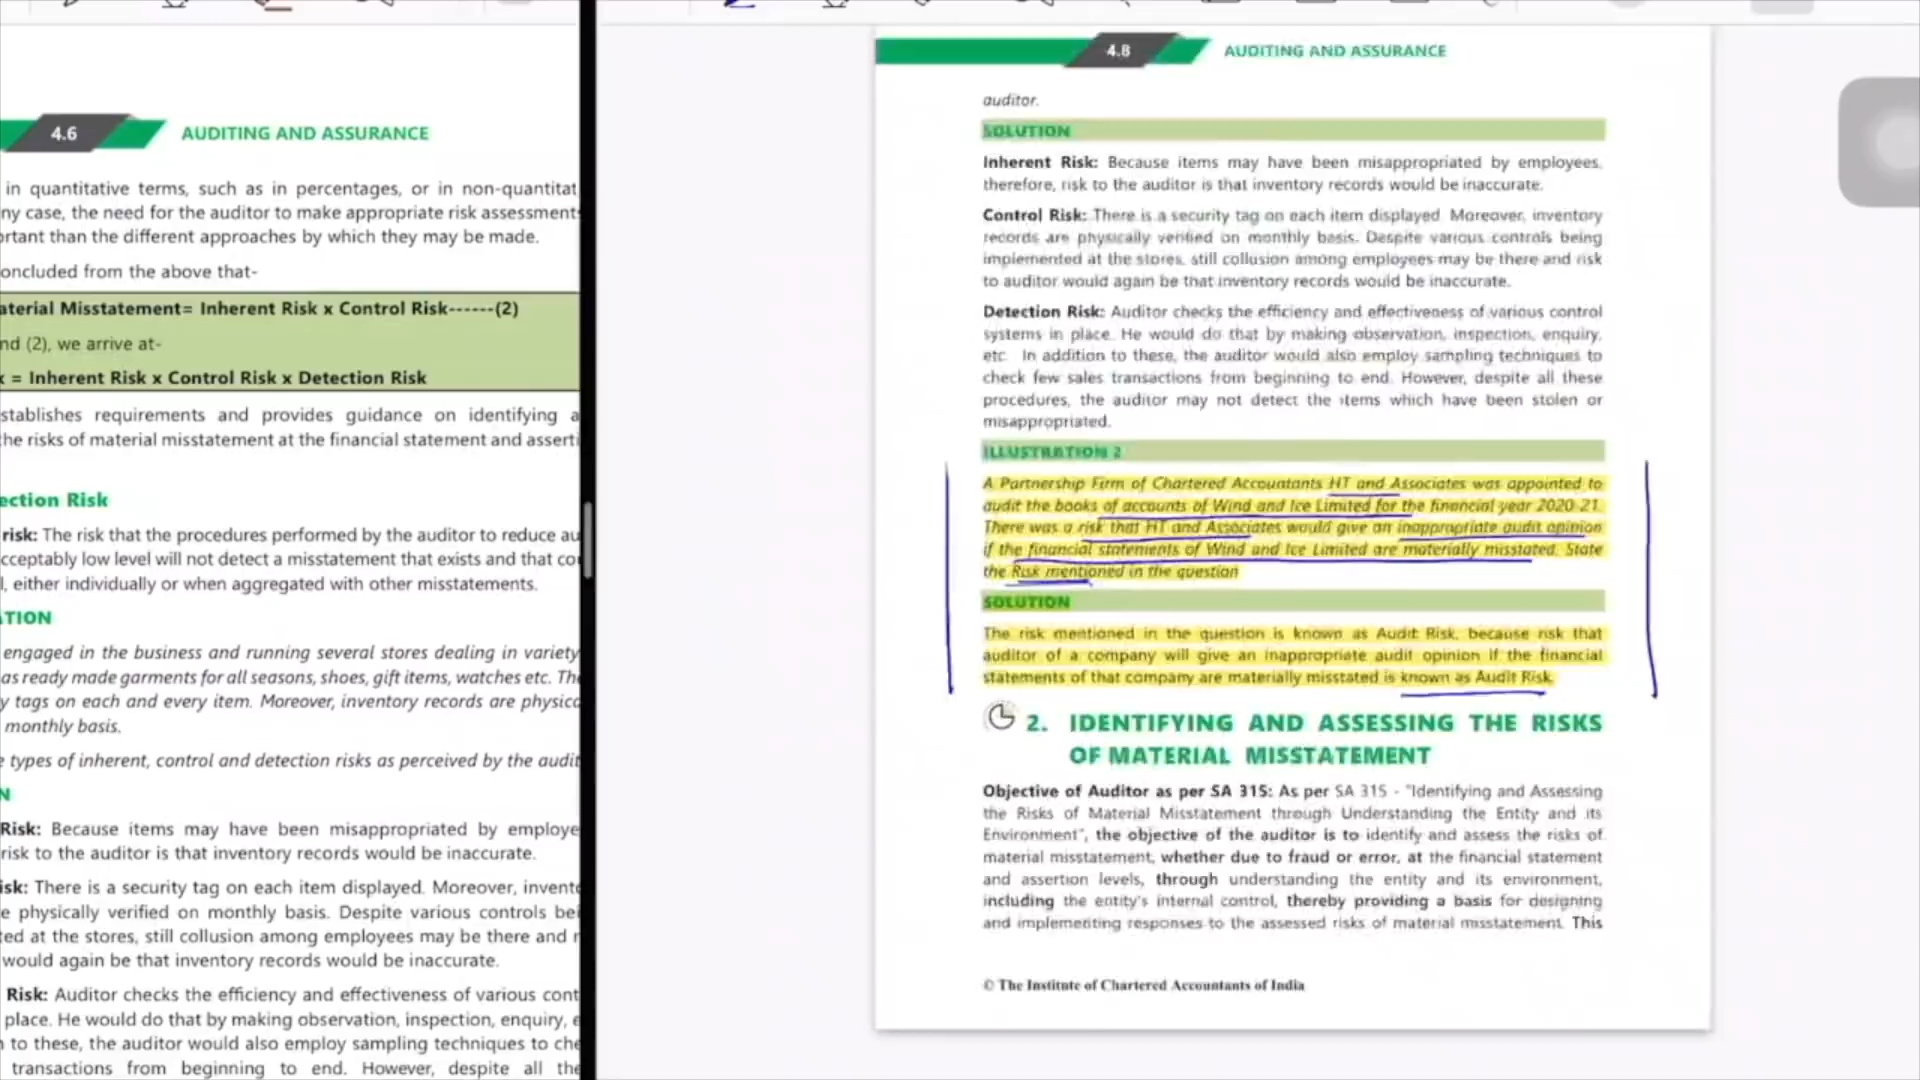 4.6 AUDITING AND ASSURANCE
in quantitative terms, such as in percentages, or in non-quantitat
ny case, the need for the auditor to make appropriate risk assessments
ortant than the different approaches by which they may be made.
oncluded from the above that-
aterial Misstatement= Inherent Risk x Control Risk------(2)
nd (2), we arrive at-
k = Inherent Risk x Control Risk x Detection Risk
stablishes requirements and provides guidance on identifying a
the risks of material misstatement at the financial statement and asserti
ection Risk
risk: The risk that the procedures performed by the auditor to reduce au
acceptably low level will not detect a misstatement that exists and that co
l, either individually or when aggregated with other misstatements.
ATION
engaged in the business and running several stores dealing in variety
as ready made garments for all seasons, shoes, gift items, watches etc. The
y tags on each and every item. Moreover, inventory records are physica
monthly basis.
e types of inherent, control and detection risks as perceived by the audit
N
Risk: Because items may have been misappropriated by employe
risk to the auditor is that inventory records would be inaccurate.
isk: There is a security tag on each item displayed. Moreover, invento
e physically verified on monthly basis. Despite various controls bei
ted at the stores, still collusion among employees may be there and r
would again be that inventory records would be inaccurate.
Risk: Auditor checks the efficiency and effectiveness of various cont
place. He would do that by making observation, inspection, enquiry, e
n to these, the auditor would also employ sampling techniques to che
transactions from beginning to end. However, despite all the
4.8 AUDITING AND ASSURANCE
auditor.
SOLUTION
Inherent Risk: Because items may have been misappropriated by employees,
therefore, risk to the auditor is that inventory records would be inaccurate.
Control Risk: There is a security tag on each item displayed. Moreover, inventory
records are physically verified on monthly basis. Despite various controls being
implemented at the stores, still collusion among employees may be there and risk
to auditor would again be that inventory records would be inaccurate.
Detection Risk: Auditor checks the efficiency and effectiveness of various control
systems in place. He would do that by making observation, inspection, enquiry,
etc. In addition to these, the auditor would also employ sampling techniques to
check few sales transactions from beginning to end. However, despite all these
procedures, the auditor may not detect the items which have been stolen or
misappropriated.
ILLUSTRATION 2
A Partnership Firm of Chartered Accountants HT and Associates was appointed to
audit the books of accounts of Wind and Ice Limited for the financial year 2020-21.
There was a risk that HT and Associates would give an inappropriate audit opinion
if the financial statements of Wind and Ice Limited are materially misstated. State
the Risk mentioned in the question
SOLUTION
The risk mentioned in the question is known as Audit Risk, because risk that
auditor of a company will give an inappropriate audit opinion if the financial
statements of that company are materially misstated is known as Audit Risk.
2. IDENTIFYING AND ASSESSING THE RISKS
OF MATERIAL MISSTATEMENT
Objective of Auditor as per SA 315: As per SA 315 - "Identifying and Assessing
the Risks of Material Misstatement through Understanding the Entity and its
Environment", the objective of the auditor is to identify and assess the risks of
material misstatement, whether due to fraud or error, at the financial statement
and assertion levels, through understanding the entity and its environment,
including the entity's internal control, thereby providing a basis for designing
and implementing responses to the assessed risks of material misstatement. This
© The Institute of Chartered Accountants of India